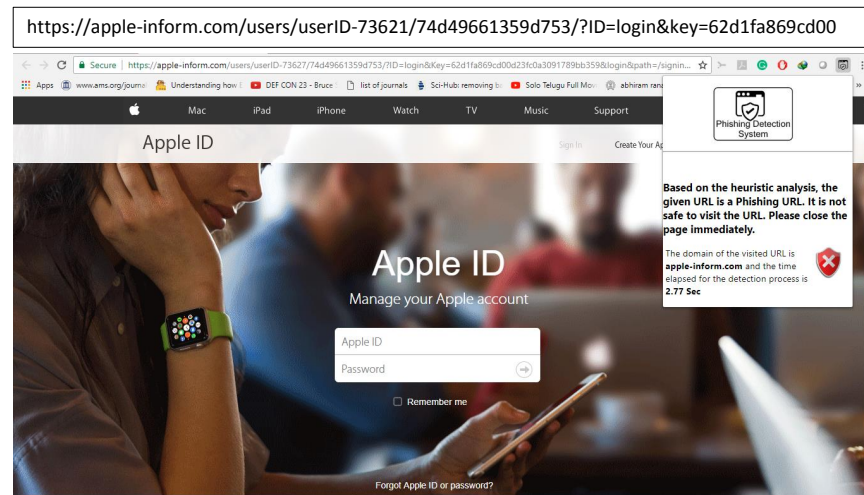 https://apple-inform.com/users/userID-73621/74d49661359d753/?ID=login&key=62d1fa869cd00
Secure | https://apple-inform.com/users/userID-73627/74d49661359d753/?ID=login&Key=62d1fa869cd00d23fc0a3091789bb359&login&path=/signin...
Apps www.ams.org/journal Understanding how DEF CON 23 - Bruce list of journals Sci-Hub: removing ba Solo Telugu Full Mov abhiram rana »
Mac iPad iPhone Watch TV Music Support
Apple ID Sign In Create Your Ap
Phishing Detection
System
Based on the heuristic analysis, the
given URL is a Phishing URL. It is not
safe to visit the URL. Please close the
page immediately.
The domain of the visited URL is
apple-inform.com and the time
elapsed for the detection process is
2.77 Sec
Apple ID
Manage your Apple account
Apple ID
Password
Remember me
Forgot Apple ID or password?